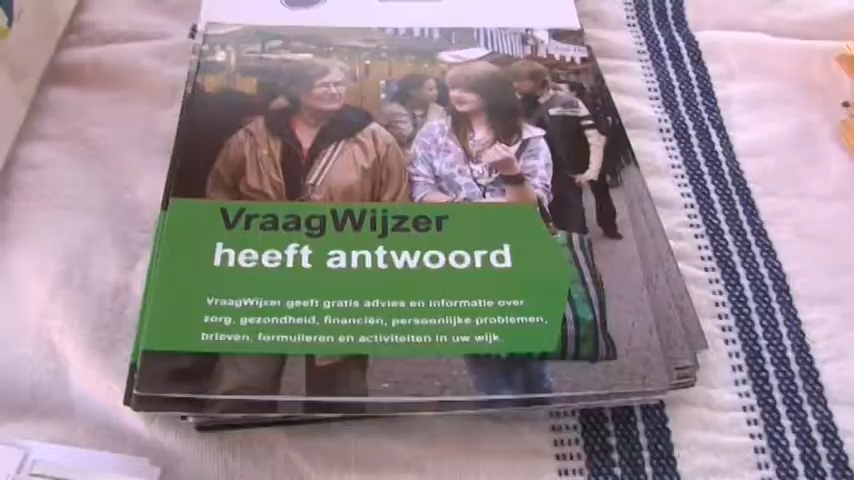 VraagWijzer
heeft antwoord
VraagWijzer geeft gratis advies en informatie over
zorg, gezondheid, financiën, persoonlijke problemen,
brieven, formulieren en activiteiten in uw wijk.